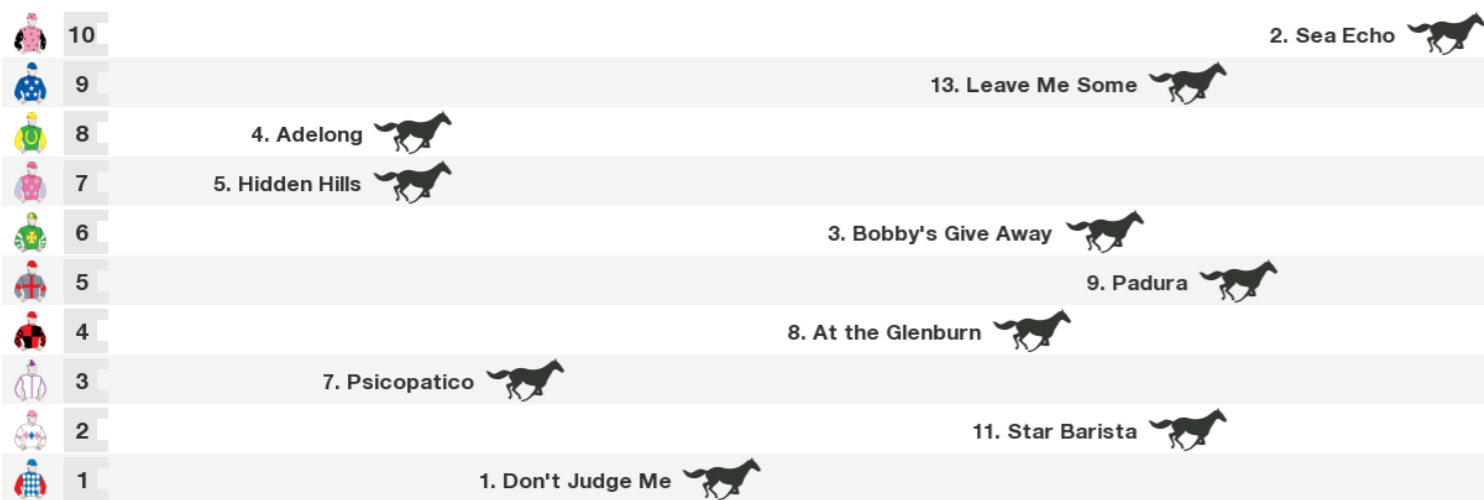 10 2. Sea Echo
9 13. Leave Me Some
8 4. Adelong
7 5. Hidden Hills
6 3. Bobby's Give Away
5 9. Padura
4 8. At the Glenburn
3 7. Psicopatico
2 11. Star Barista
1 1. Don't Judge Me